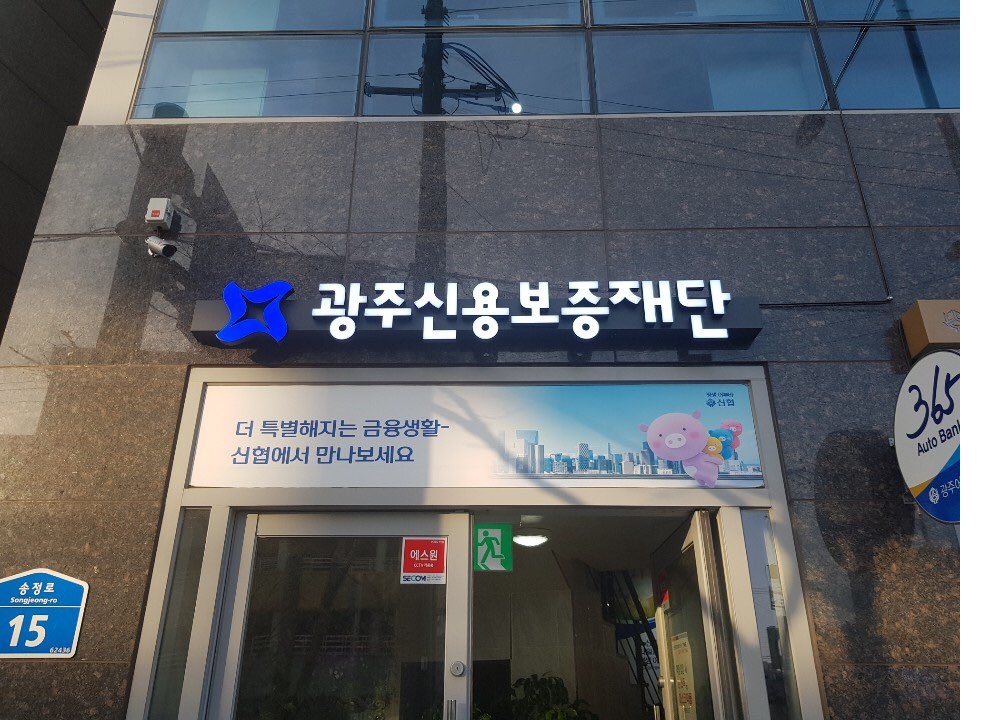 광주신용보증재단
신협
더 특별해지는 금융생활-
신협에서 만나보세요
365
Auto Bank
에스원
SECOM
송정로
Songjeong-ro
15
62436